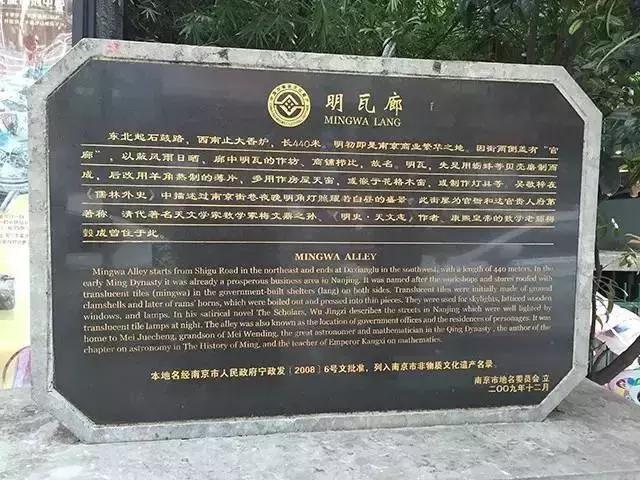 明瓦廊
MINGWA LANG
东北起石鼓路，西南止大香炉，长440米。明初即是南京商业繁华之地。因街两侧盖有“官
廊”，以蔽风雨日晒，廊中明瓦的作坊、商铺栉比，故名。明瓦，先是用蛎蚌等贝壳磨制而
成，后改用羊角熬制的薄片，多用作房屋天窗，或嵌于花格木窗，或制作灯具等。吴敬梓在
《儒林外史》中描述过南京街巷夜晚明角灯照耀若白昼的盛景。此街犀为官衙和达官贵人府第
著称，清代著名天文学家数学家梅文鼎之孙、《明史·天文志》作者、康熙皇帝的数学老师梅
瑴成曾住于此。
MINGWA ALLEY
Mingwa Alley starts from Shigu Road in the northeast and ends at Daxianglu in the southwest, with a length of 440 meters. In the
early Ming Dynasty it was already a prosperous business area in Nanjing. It was named after the workshops and stores roofed with
translucent tiles (mingwa) in the government-built shelters (lang) on both sides. Translucent tiles were initially made of ground
clamshells and later of rams' horns, which were boiled out and pressed into thin pieces. They were used for skylights, latticed wooden
windows, and lamps. In his satirical novel The Scholars, Wu Jingzi describes the streets in Nanjing which were well lighted by
translucent tile lamps at night. The alley was also known as the location of government offices and the residences of personages. It was
home to Mei Juecheng, grandson of Mei Wending, the great astronomer and mathematician in the Qing Dynasty, the author of the
chapter on astronomy in The History of Ming, and the teacher of Emperor Kangxi on mathematics.
本地名经南京市人民政府宁政发〔2008〕6号文批准，列入南京市非物质文化遗产名录。
南京市地名委员会 立
二〇〇九年十二月